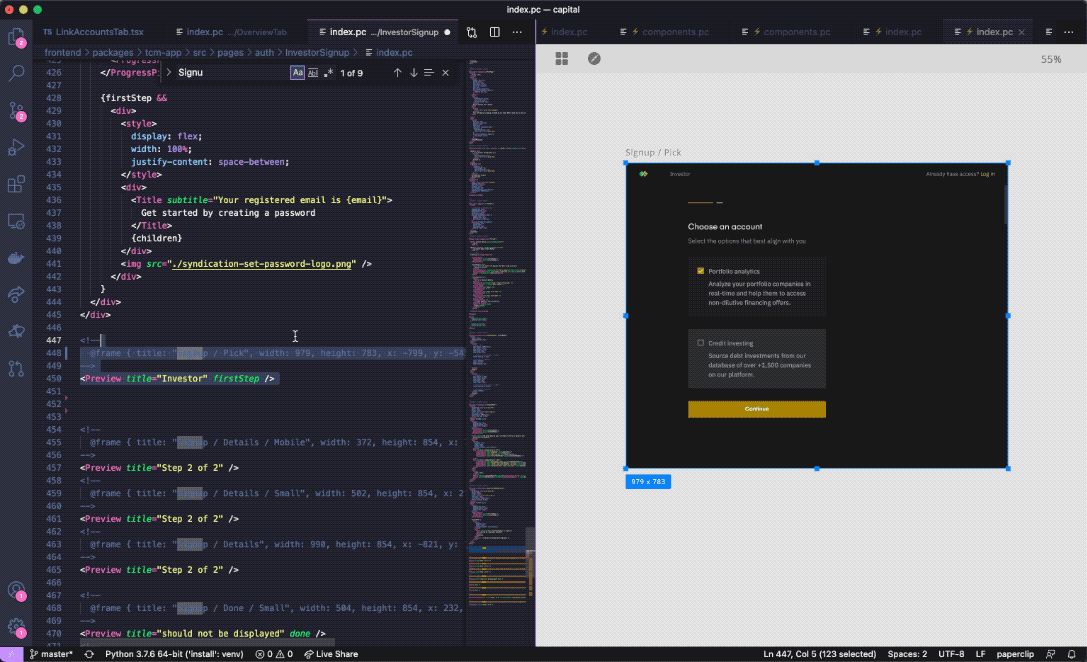 index.pc — capital
TS LinkAccountsTab.tsx
index.pc .../OverviewTab
index.pc .../InvestorSignup
index.pc
components.pc
components.pc
index.pc
index.pc
frontend > packages > tcm-app > src > pages > auth > InvestorSignup > index.pc
Signu
Aa
1 of 9
55%
426 </ProgressP
427
428 {firstStep &&
429 <div>
430 <style>
431 display: flex;
432 width: 100%;
433 justify-content: space-between;
434 </style>
435 <div>
436 <Title subtitle="Your registered email is {email}">
437 Get started by creating a password
438 </Title>
439 {children}
440 </div>
441 <img src="./syndication-set-password-logo.png" />
442 </div>
443 }
444 </div>
445 </div>
446
447 <!--
448 @frame { title: "Signup / Pick", width: 979, height: 783, x: -799, y: -54
449 -->
450 <Preview title="Investor" firstStep />
451
452
453
454 <!--
455 @frame { title: "Signup / Details / Mobile", width: 372, height: 854, x:
456 -->
457 <Preview title="Step 2 of 2" />
458 <!--
459 @frame { title: "Signup / Details / Small", width: 502, height: 854, x: 2
460 -->
461 <Preview title="Step 2 of 2" />
462 <!--
463 @frame { title: "Signup / Details", width: 990, height: 854, x: -821, y:
464 -->
465 <Preview title="Step 2 of 2" />
466
467 <!--
468 @frame { title: "Signup / Done / Small", width: 504, height: 854, x: 232,
469 -->
470 <Preview title="should not be displayed" done />
Signup / Pick
Investor
Already have access? Log in
Choose an account
Select the options that best align with you
Portfolio analytics
Analyze your portfolio companies in
real-time and help them to access
non-dilutive financing offers.
Credit investing
Source debt investments from our
database of over +1,500 companies
on our platform.
Continue
979 x 783
2
2
1
1
master*
Python 3.7.6 64-bit ('install': venv)
0
0
Live Share
Ln 447, Col 5 (123 selected)
Spaces: 2
UTF-8
LF
paperclip